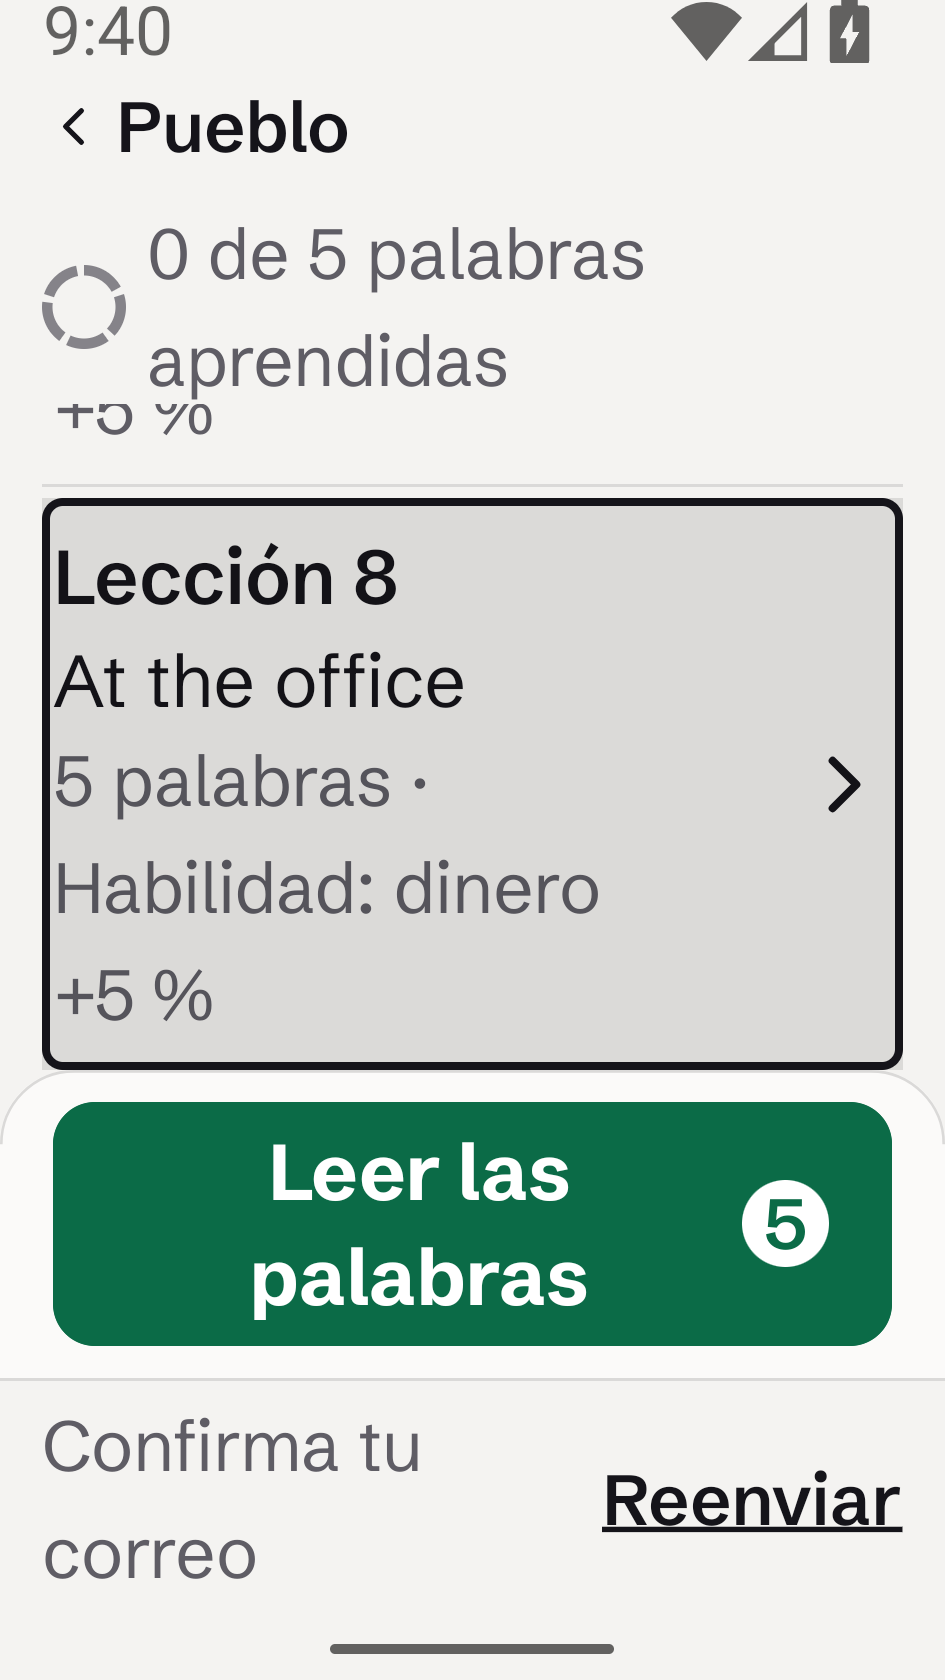 9:40
Pueblo
0 de 5 palabras
aprendidas
+5 %
Lección 8
At the office
5 palabras ·
Habilidad: dinero
+5 %
Leer las
palabras
5
Confirma tu
correo
Reenviar